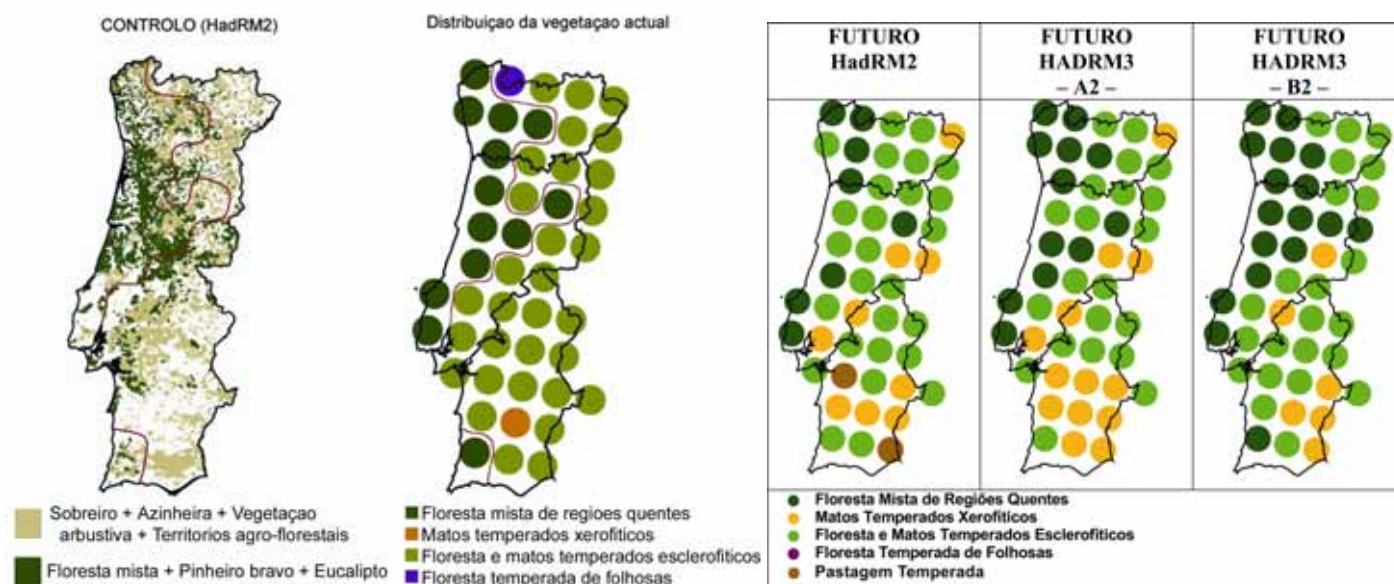 CONTROLO (HadRM2)
Sobreiro + Azinheira + Vegetaçao
arbustiva + Territorios agro-florestais
Floresta mista + Pinheiro bravo + Eucalipto
Distribuiçao da vegetaçao actual
Floresta mista de regioes quentes
Matos temperados xerofiticos
Floresta e matos temperados esclerofiticos
Floresta temperada de folhosas
FUTURO
HadRM2
FUTURO
HADRM3
– A2 –
FUTURO
HADRM3
– B2 –
Floresta Mista de Regiões Quentes
Matos Temperados Xerofíticos
Floresta e Matos Temperados Esclerofíticos
Floresta Temperada de Folhosas
Pastagem Temperada